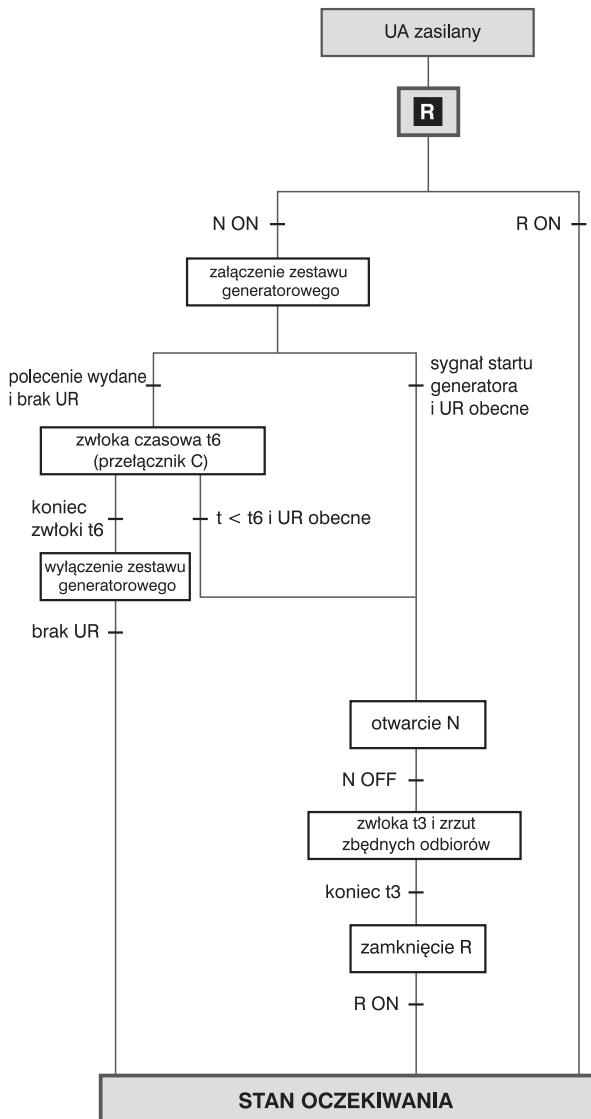 UA zasilany
R
N ON
R ON
załączenie zestawu
generatorowego
polecenie wydane
i brak UR
sygnał startu
generatora
i UR obecne
zwłoka czasowa t6
(przełącznik C)
koniec
zwłoki t6
t < t6 i UR obecne
wyłączenie zestawu
generatorowego
brak UR
otwarcie N
N OFF
zwłoka t3 i zrzut
zbędnych odbiorów
koniec t3
zamknięcie R
R ON
STAN OCZEKIWANIA